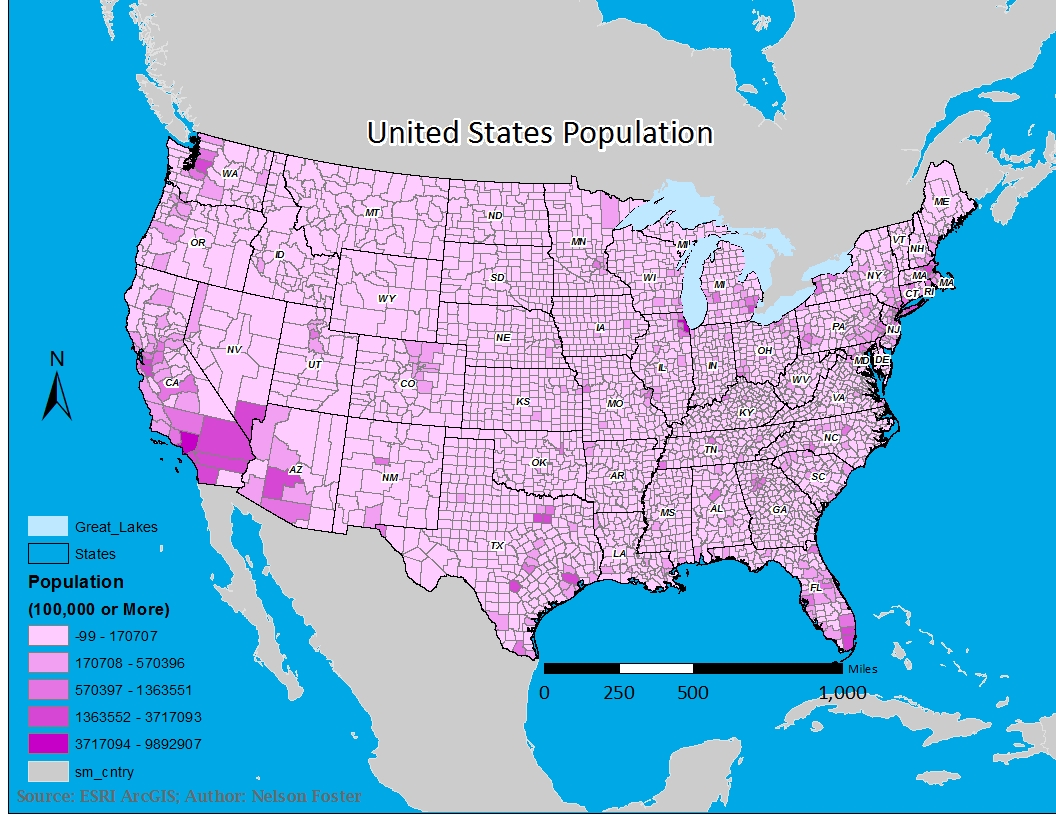 United States Population
WA
MT
ND
ME
MN
VT
NH
OR
ID
SD
WI
MI
MI
NY
MA
MA
CT
RI
WY
NE
IA
PA
NJ
NV
UT
CO
IL
IN
OH
MD
DE
WV
CA
KS
MO
KY
VA
NC
TN
AZ
NM
OK
AR
SC
MS
AL
GA
TX
LA
FL
N
Great_Lakes
States
Population
(100,000 or More)
-99 - 170707
170708 - 570396
570397 - 1363551
1363552 - 3717093
3717094 - 9892907
sm_cntry
Miles
0 250 500 1,000
Source: ESRI ArcGIS; Author: Nelson Foster